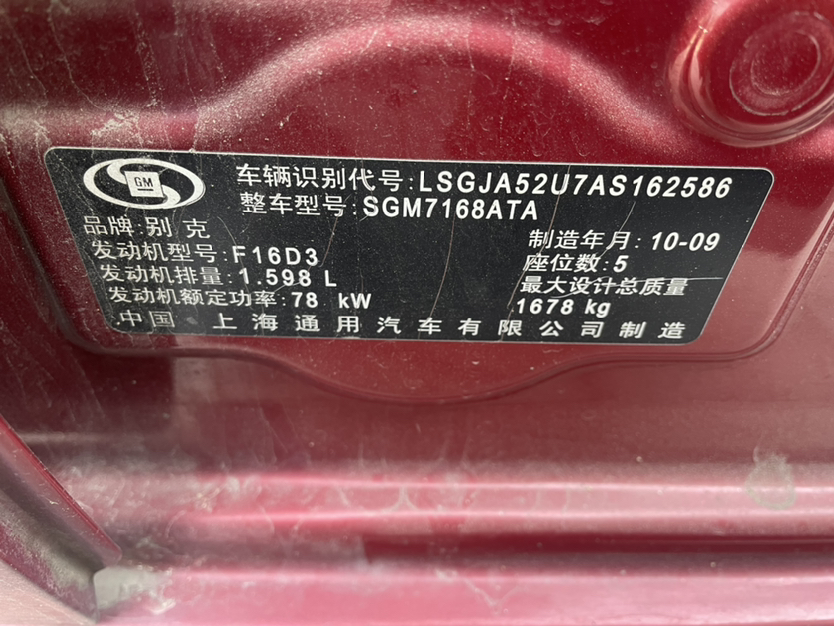 GM
车辆识别代号:LSGJA52U7AS162586
整车型号:SGM7168ATA
品牌:别克
制造年月:10-09
发动机型号:F16D3
座位数:5
发动机排量:1.598 L
最大设计总质量
发动机额定功率:78 kW
1678 kg
中国 上海通用汽车有限公司制造